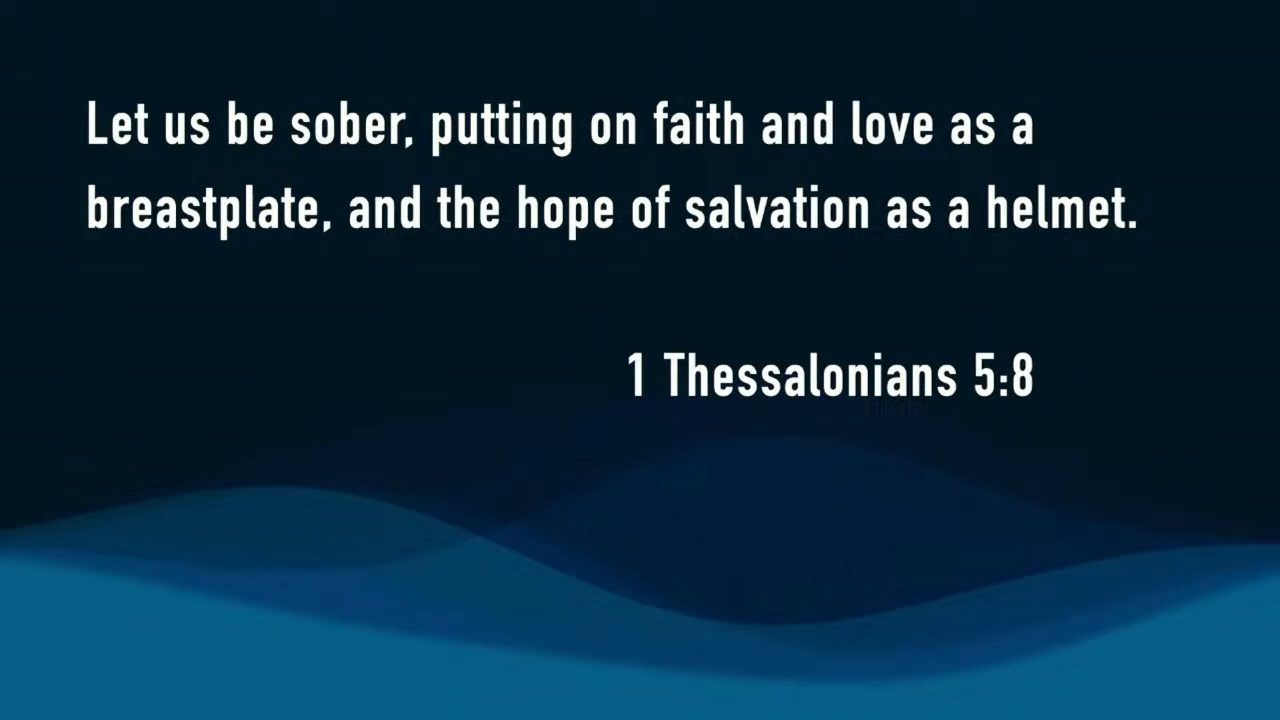 Let us be sober, putting on faith and love as a
breastplate, and the hope of salvation as a helmet.
1 Thessalonians 5:8